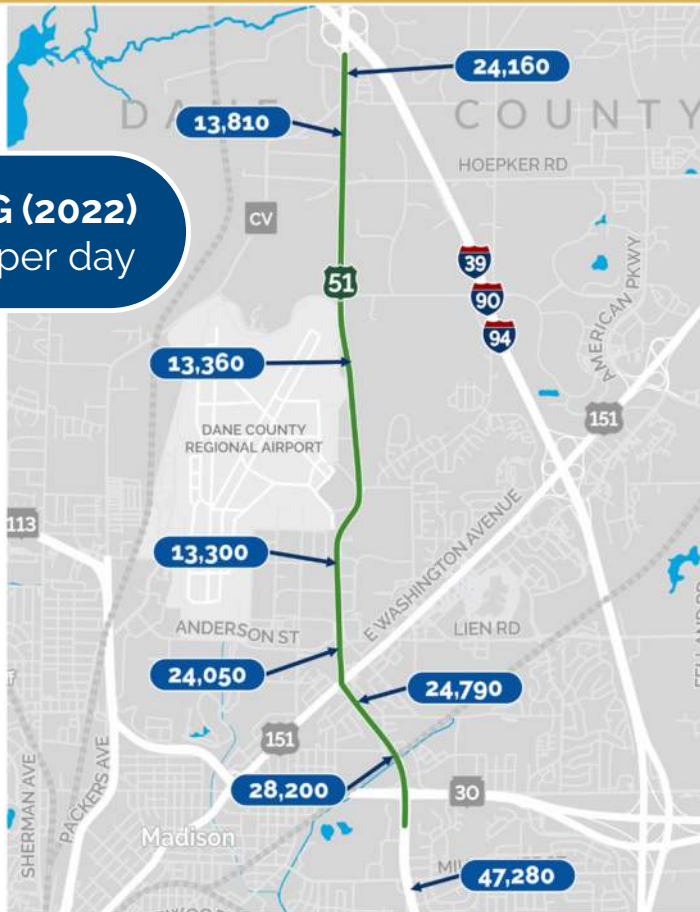 24,160
DANE COUNTY
13,810
HOEPKER RD
(2022)
per day
CV
39
51
90
94
AMERICAN PKWY
13,360
151
DANE COUNTY
REGIONAL AIRPORT
113
E WASHINGTON AVENUE
13,300
ANDERSON ST
LIEN RD
24,050
24,790
151
28,200
30
SHERMAN AVE
PACKERS AVE
Madison
47,280